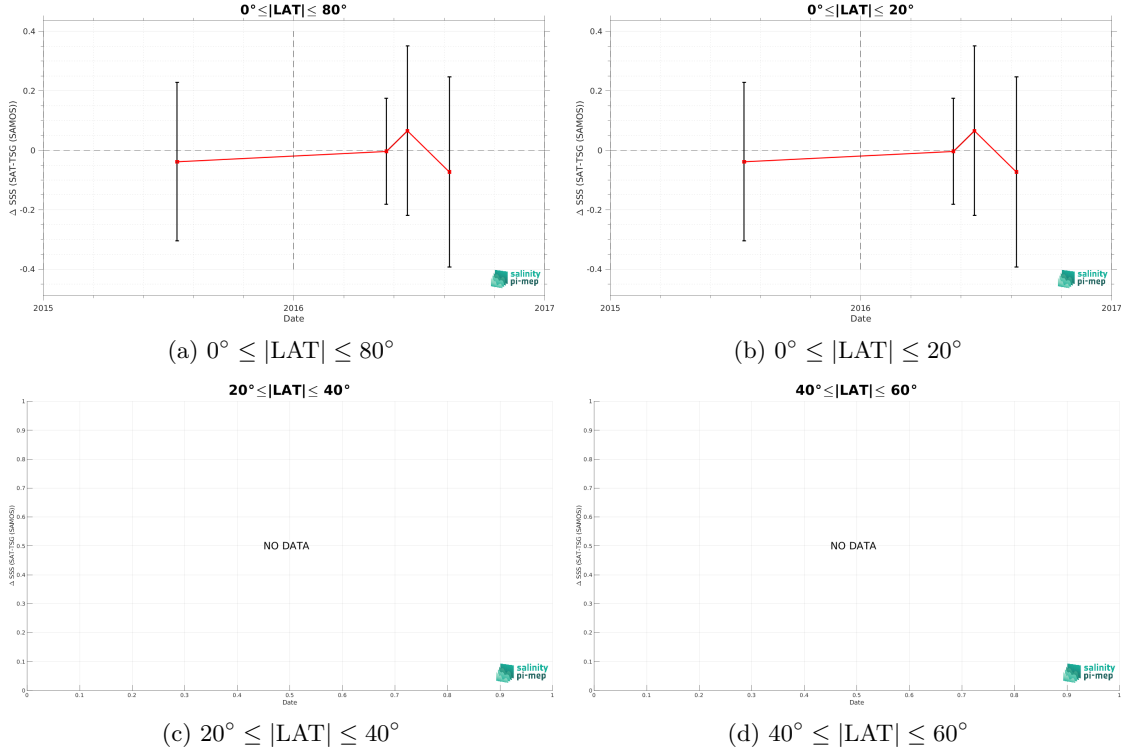 0°≤|LAT|≤ 80°
Δ SSS (SAT-TSG (SAMOS))
0.4
0.2
0
-0.2
-0.4
2015
2016
2017
Date
salinity
pi-mep
(a) 0° ≤ |LAT| ≤ 80°
0°≤|LAT|≤ 20°
Δ SSS (SAT-TSG (SAMOS))
0.4
0.2
0
-0.2
-0.4
2015
2016
2017
Date
salinity
pi-mep
(b) 0° ≤ |LAT| ≤ 20°
20°≤|LAT|≤ 40°
Δ SSS (SAT-TSG (SAMOS))
1
0.9
0.8
0.7
0.6
0.5
0.4
0.3
0.2
0.1
0
NO DATA
0 0.1 0.2 0.3 0.4 0.5 0.6 0.7 0.8 0.9 1
Date
salinity
pi-mep
(c) 20° ≤ |LAT| ≤ 40°
40°≤|LAT|≤ 60°
Δ SSS (SAT-TSG (SAMOS))
1
0.9
0.8
0.7
0.6
0.5
0.4
0.3
0.2
0.1
0
NO DATA
0 0.1 0.2 0.3 0.4 0.5 0.6 0.7 0.8 0.9 1
Date
salinity
pi-mep
(d) 40° ≤ |LAT| ≤ 60°